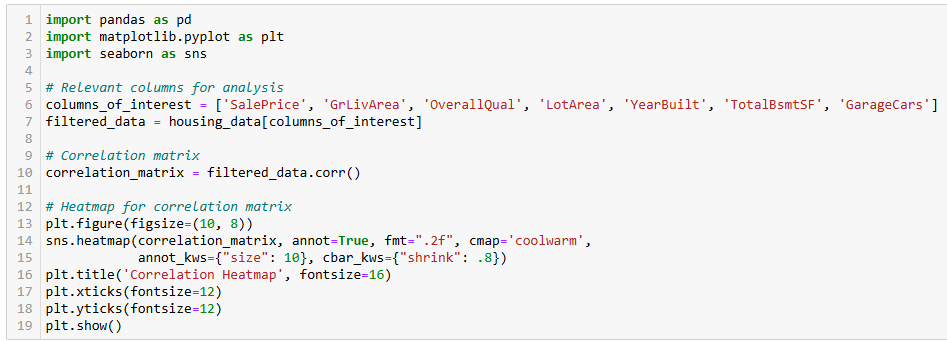 1 import pandas as pd
2 import matplotlib.pyplot as plt
3 import seaborn as sns
4
5 # Relevant columns for analysis
6 columns_of_interest = ['SalePrice', 'GrLivArea', 'OverallQual', 'LotArea', 'YearBuilt', 'TotalBsmtSF', 'GarageCars']
7 filtered_data = housing_data[columns_of_interest]
8
9 # Correlation matrix
10 correlation_matrix = filtered_data.corr()
11
12 # Heatmap for correlation matrix
13 plt.figure(figsize=(10, 8))
14 sns.heatmap(correlation_matrix, annot=True, fmt=".2f", cmap='coolwarm',
15             annot_kws={"size": 10}, cbar_kws={"shrink": .8})
16 plt.title('Correlation Heatmap', fontsize=16)
17 plt.xticks(fontsize=12)
18 plt.yticks(fontsize=12)
19 plt.show()